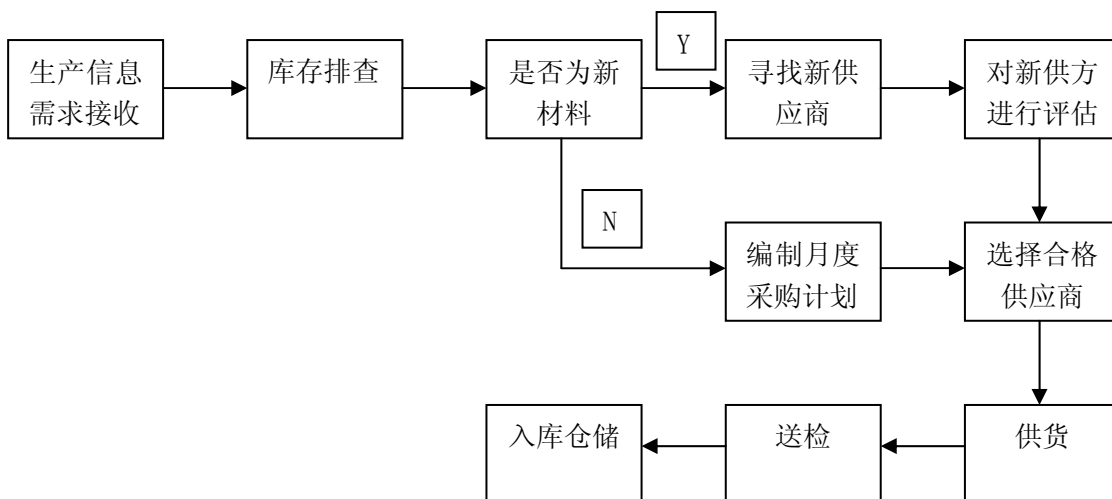 Y
生产信息
需求接收
库存排查
是否为新
材料
寻找新供
应商
对新供方
进行评估
N
编制月度
采购计划
选择合格
供应商
入库仓储
送检
供货